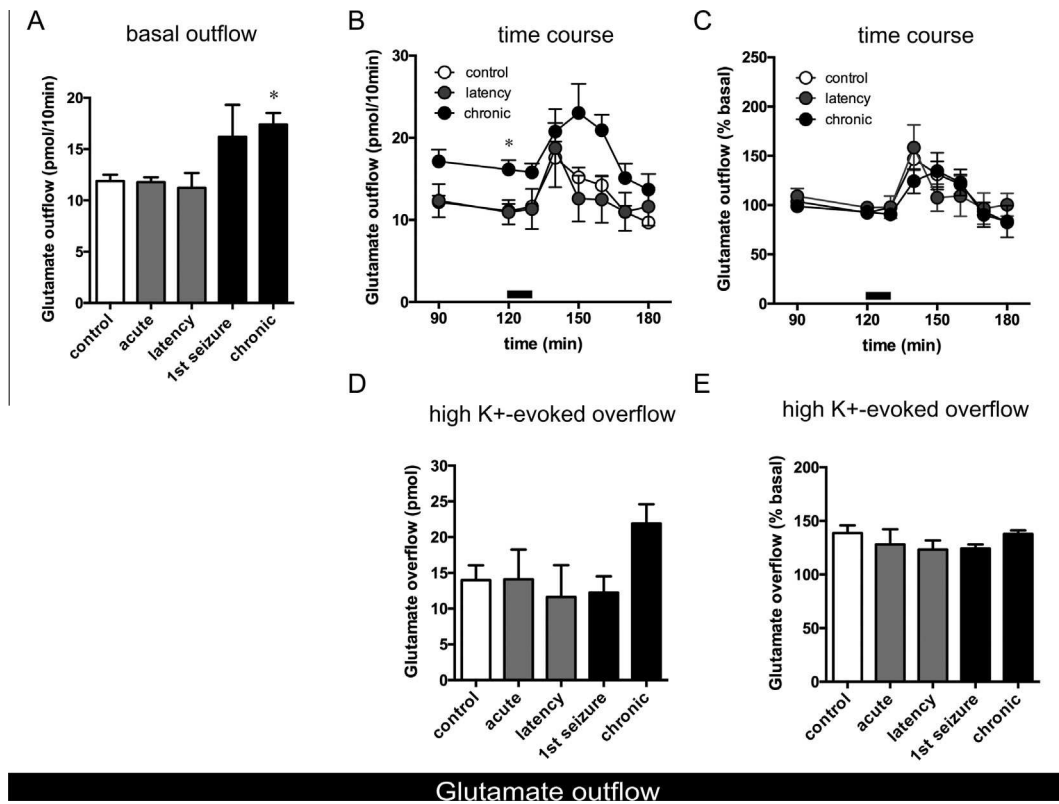 A
basal outflow
Glutamate outflow (pmol/10min)
20
15
10
5
0
*
control
acute
latency
1st seizure
chronic
B
time course
Glutamate outflow (pmol/10min)
30
20
10
0
control
latency
chronic
*
90
120
150
180
time (min)
C
time course
Glutamate outflow (% basal)
250
200
150
100
50
0
control
latency
chronic
90
120
150
180
time (min)
D
high K+-evoked overflow
Glutamate overflow (pmol)
30
25
20
15
10
5
0
control
acute
latency
1st seizure
chronic
E
high K+-evoked overflow
Glutamate overflow (% basal)
200
150
100
50
0
control
acute
latency
1st seizure
chronic
Glutamate outflow